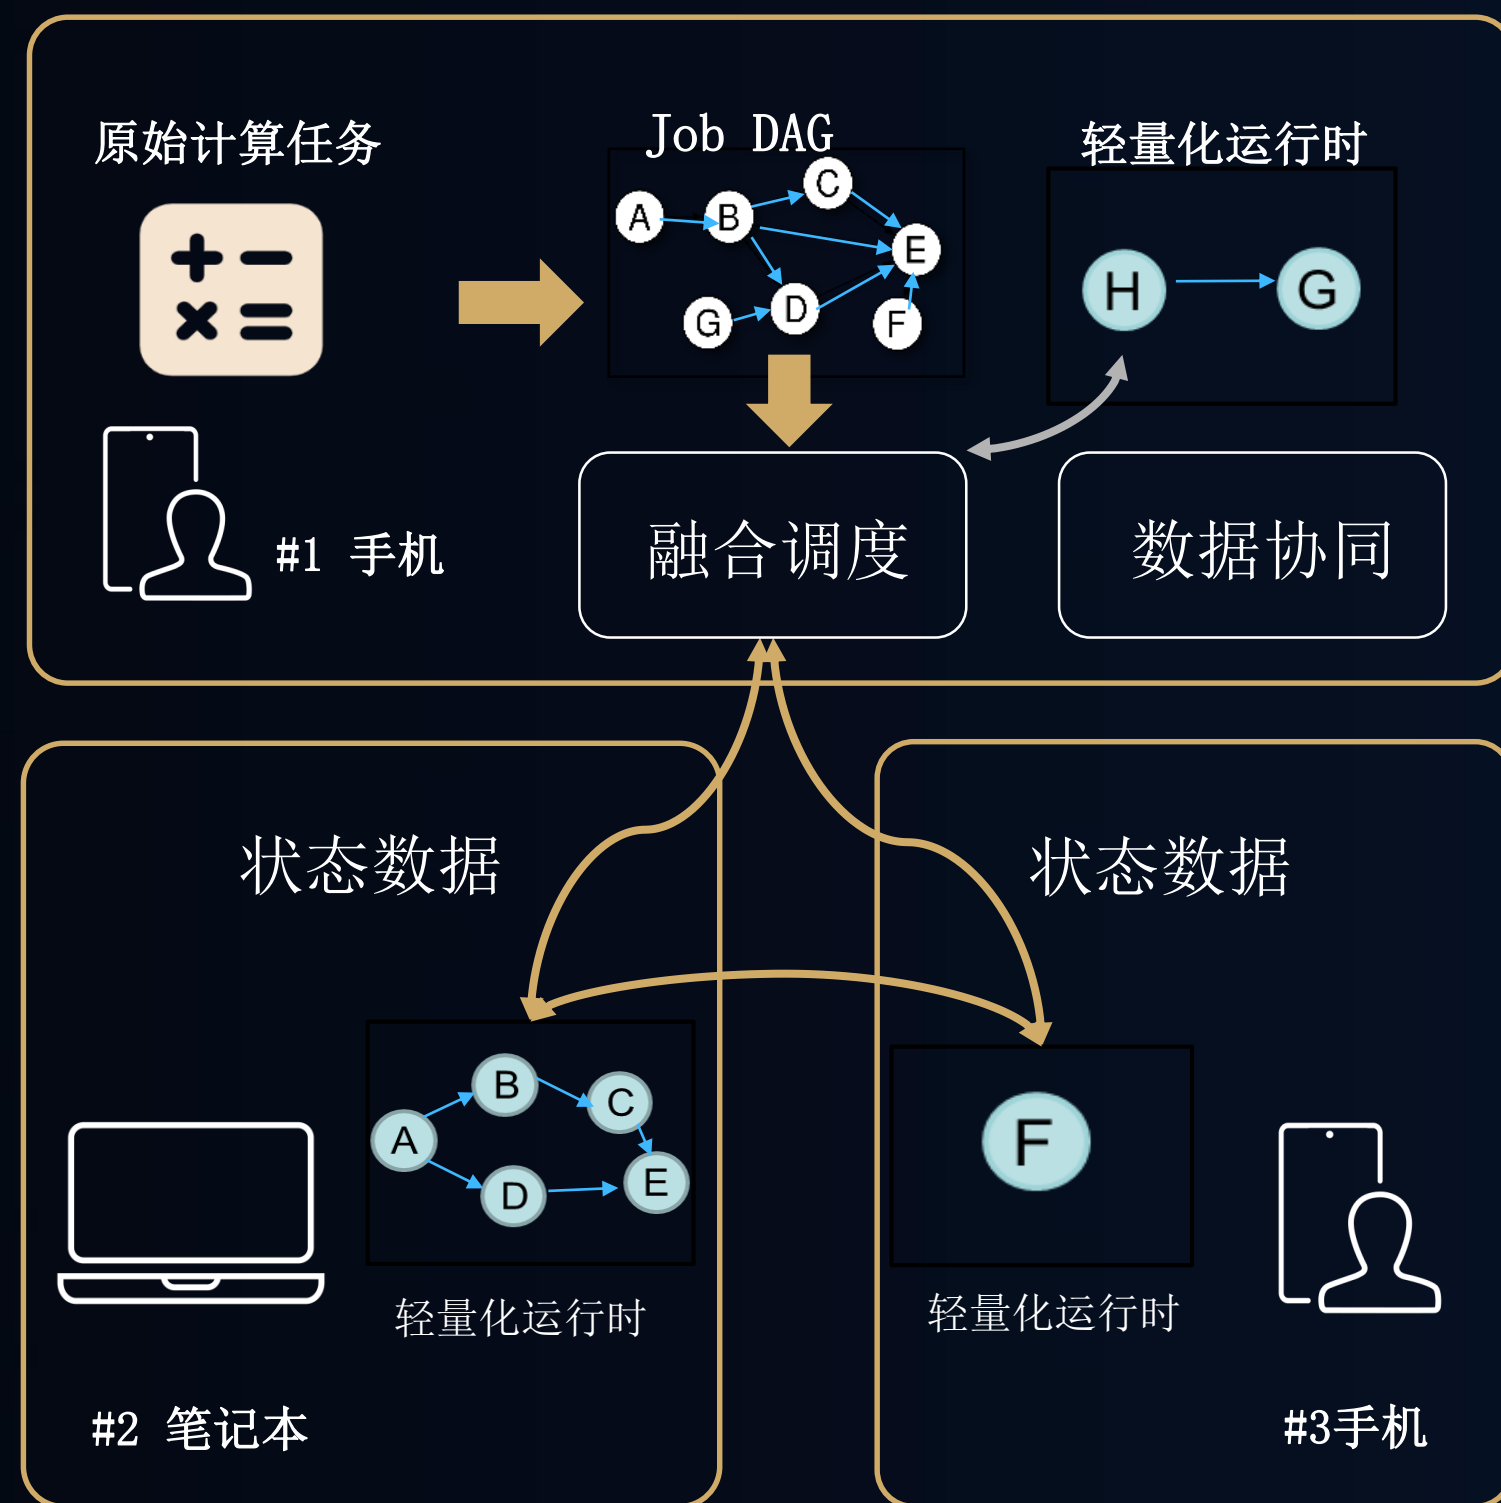 原始计算任务
Job DAG
轻量化运行时
A
B
C
E
G
D
F
H
G
#1 手机
融合调度
数据协同
状态数据
状态数据
B
C
A
D
E
F
轻量化运行时
轻量化运行时
#2 笔记本
#3手机